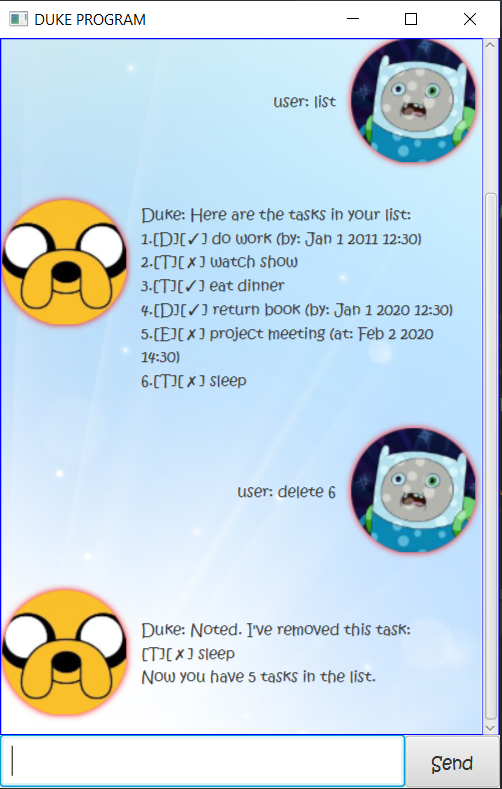 DUKE PROGRAM
user: list
Duke: Here are the tasks in your list:
1.[D][✓] do work (by: Jan 1 2011 12:30)
2.[T][✗] watch show
3.[T][✓] eat dinner
4.[D][✓] return book (by: Jan 1 2020 12:30)
5.[E][✗] project meeting (at: Feb 2 2020
14:30)
6.[T][✗] sleep
user: delete 6
Duke: Noted. I've removed this task:
[T][✗] sleep
Now you have 5 tasks in the list.
Send